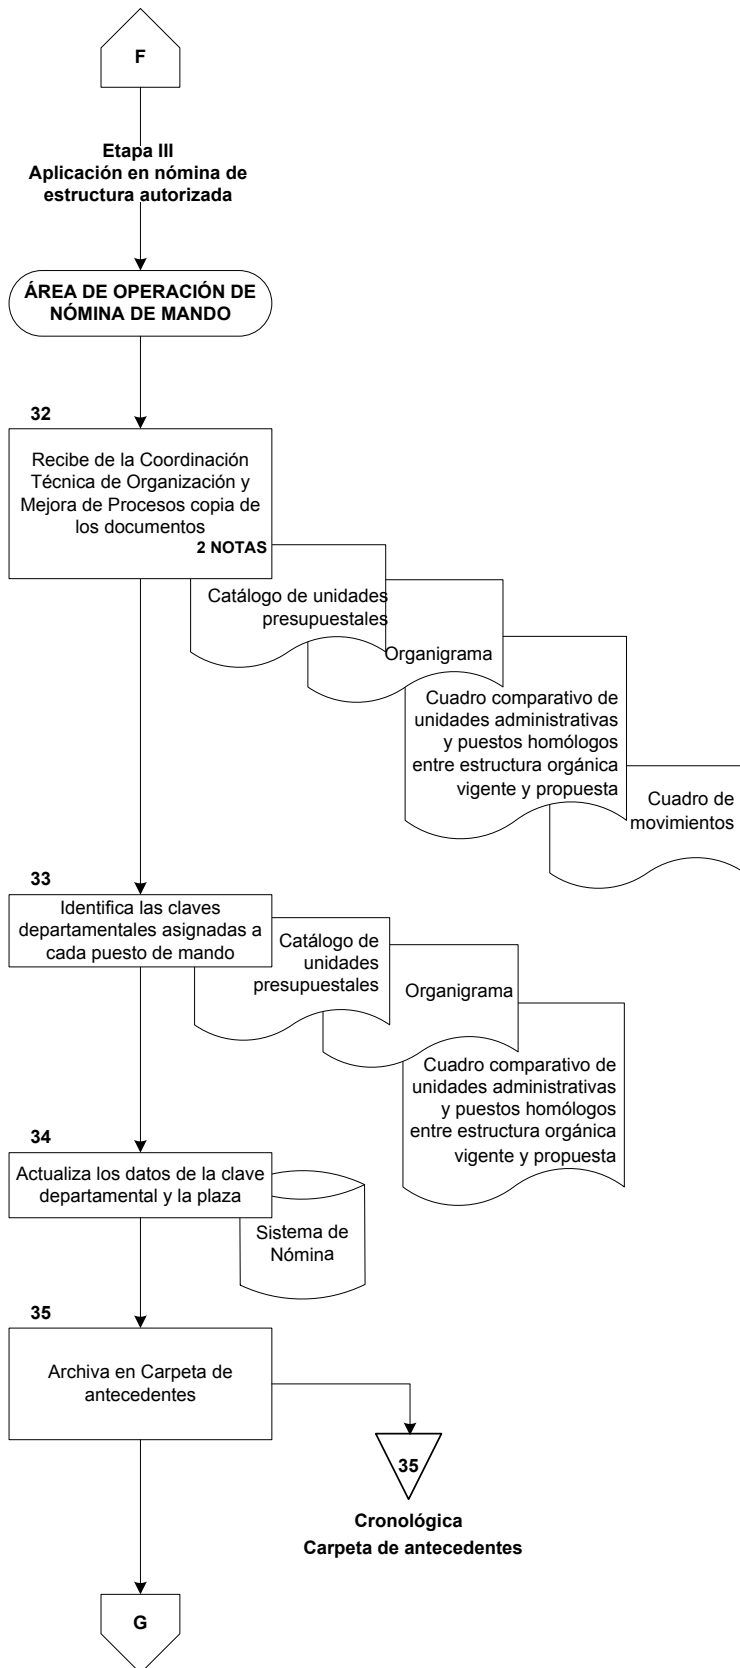 F
Etapa III
Aplicación en nómina de
estructura autorizada
ÁREA DE OPERACIÓN DE
NÓMINA DE MANDO
32
Recibe de la Coordinación
Técnica de Organización y
Mejora de Procesos copia de
los documentos
2 NOTAS
Catálogo de unidades
presupuestales
Organigrama
Cuadro comparativo de
unidades administrativas
y puestos homólogos
entre estructura orgánica
vigente y propuesta
Cuadro de
movimientos
33
Identifica las claves
departamentales asignadas a
cada puesto de mando
Catálogo de
unidades
presupuestales
Organigrama
Cuadro comparativo de
unidades administrativas
y puestos homólogos
entre estructura orgánica
vigente y propuesta
34
Actualiza los datos de la clave
departamental y la plaza
Sistema de
Nómina
35
Archiva en Carpeta de
antecedentes
35
Cronológica
Carpeta de antecedentes
G